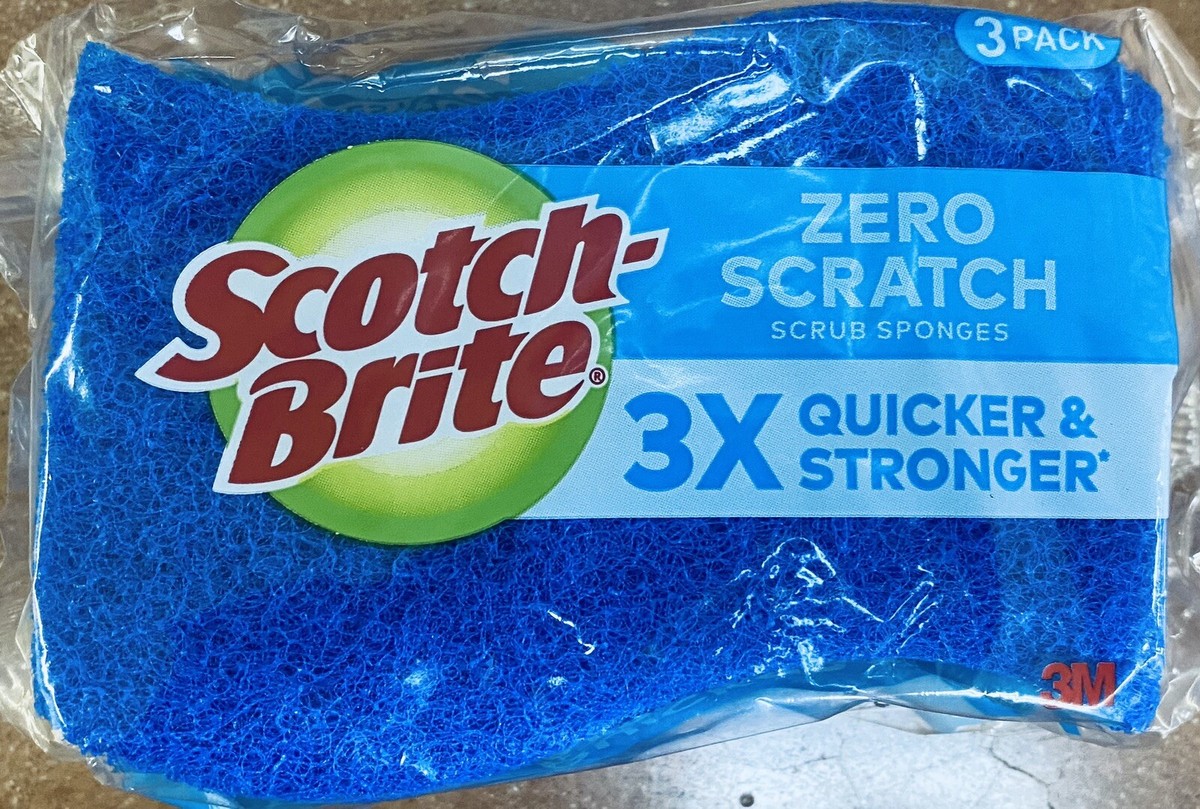 3 PACK
Scotch-
Brite®
ZERO
SCRATCH
SCRUB SPONGES
3X QUICKER &
STRONGER*
3M